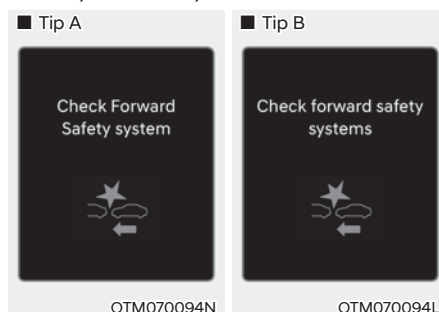 ■ Tip A
Check Forward
Safety system
OTM070094N
■ Tip B
Check forward safety
systems
OTM070094L